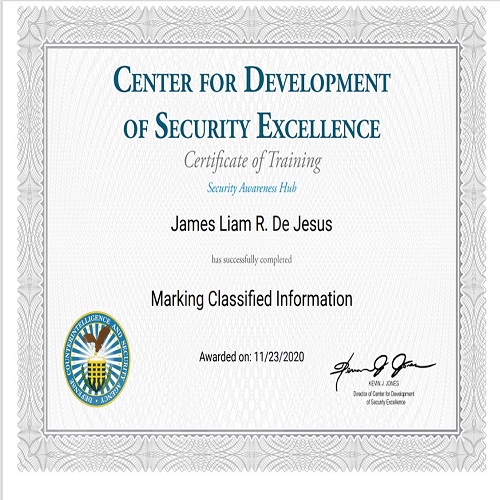 CENTER FOR DEVELOPMENT
OF SECURITY EXCELLENCE
Certificate of Training
Security Awareness Hub
James Liam R. De Jesus
has successfully completed
Marking Classified Information
DEFENSE COUNTERINTELLIGENCE AND SECURITY AGENCY
Awarded on: 11/23/2020
KEVIN J. JONES
Director of Center for Development
of Security Excellence